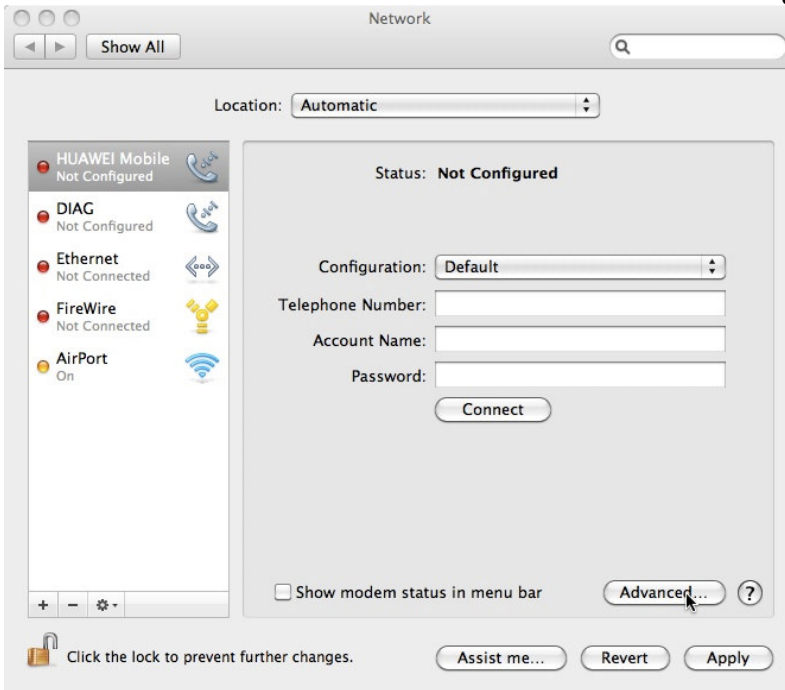 Network
Show All
Location: Automatic
HUAWEI Mobile
Not Configured
DIAG
Not Configured
Ethernet
Not Connected
FireWire
Not Connected
AirPort
On
Status: Not Configured
Configuration: Default
Telephone Number:
Account Name:
Password:
Connect
Show modem status in menu bar
Advanced... ?
+ -
Click the lock to prevent further changes.
Assist me... Revert Apply